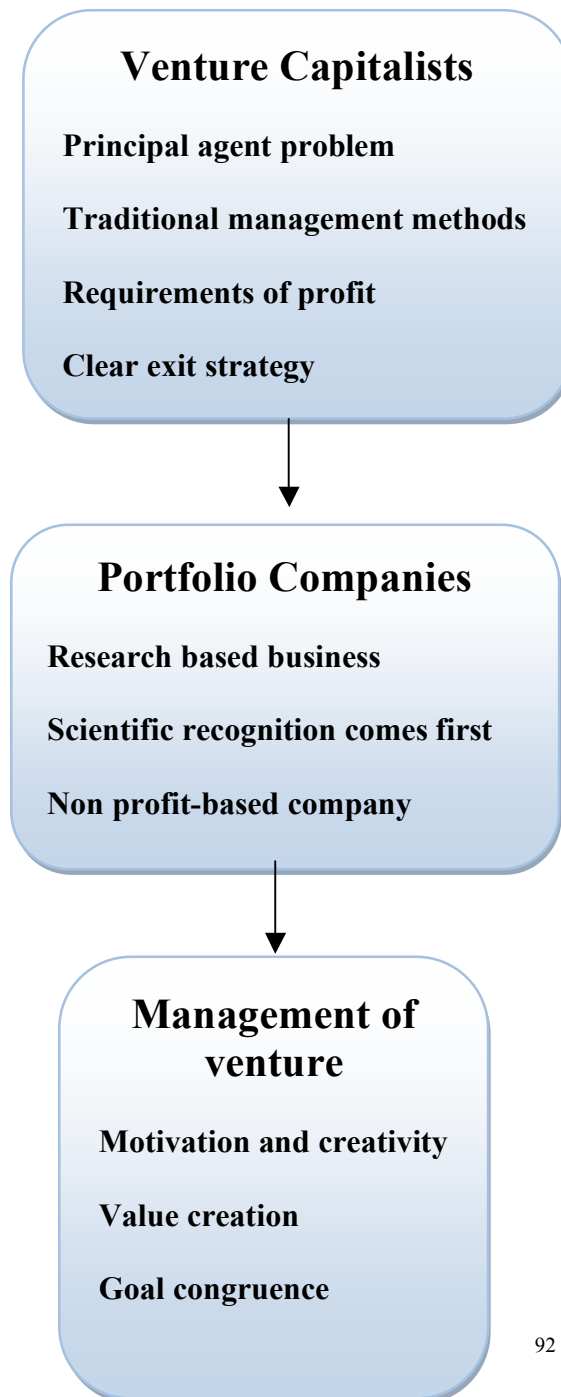 Venture Capitalists
Principal agent problem
Traditional management methods
Requirements of profit
Clear exit strategy
Portfolio Companies
Research based business
Scientific recognition comes first
Non profit-based company
Management of
venture
Motivation and creativity
Value creation
Goal congruence
92